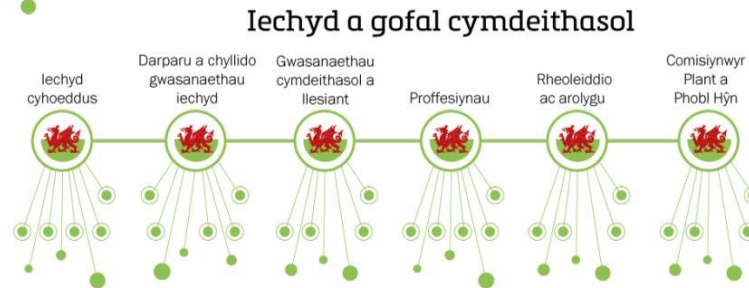 Iechyd a gofal cymdeithasol
Iechyd
cyhoeddus
Darparu a chyllido
gwasanaethau
iechyd
Gwasanaethau
cymdeithasol a
llesiant
Proffesiynau
Rheoleiddio
ac arolygu
Comisiynwyr
Plant a
Phobl Hŷn